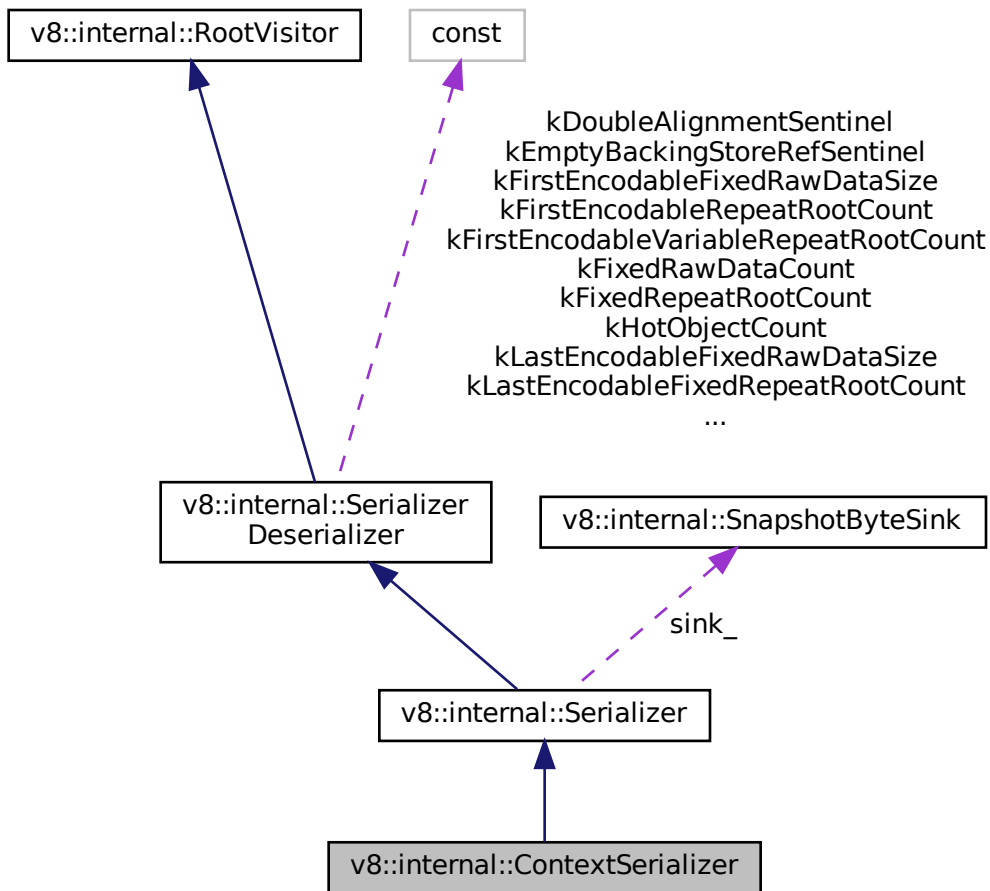 v8::internal::RootVisitor
const
kDoubleAlignmentSentinel
kEmptyBackingStoreRefSentinel
kFirstEncodableFixedRawDataSize
kFirstEncodableRepeatRootCount
kFirstEncodableVariableRepeatRootCount
kFixedRawDataCount
kFixedRepeatRootCount
kHotObjectCount
kLastEncodableFixedRawDataSize
kLastEncodableFixedRepeatRootCount
...
v8::internal::Serializer
Deserializer
v8::internal::SnapshotByteSink
sink_
v8::internal::Serializer
v8::internal::ContextSerializer